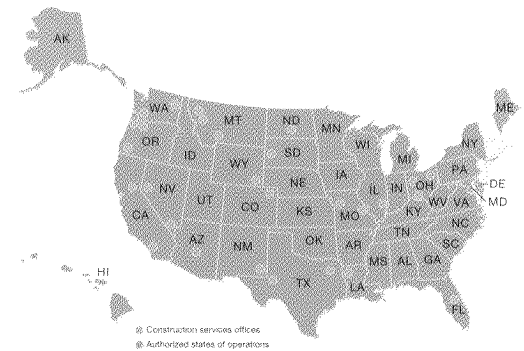 AK
WA
MT
ND
MN
ME
OR
ID
WY
SD
WI
MI
NY
NV
UT
CO
NE
IA
IL
IN
OH
PA
DE
MD
CA
KS
MO
KY
WV
VA
AZ
NM
OK
AR
TN
NC
SC
TX
LA
MS
AL
GA
FL
HI
Construction services offices
Authorized states of operations